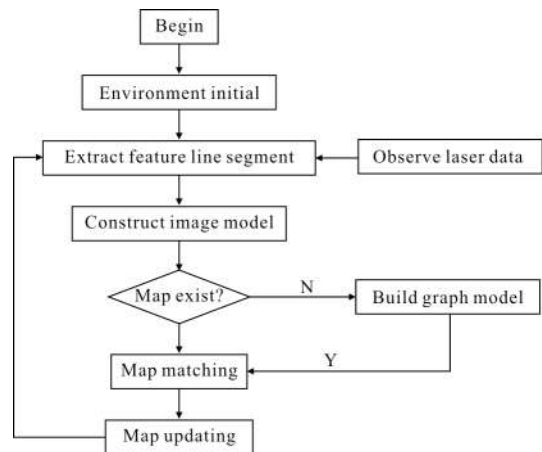 Begin
Environment initial
Extract feature line segment
Observe laser data
Construct image model
Map exist?
N
Build graph model
Y
Map matching
Map updating